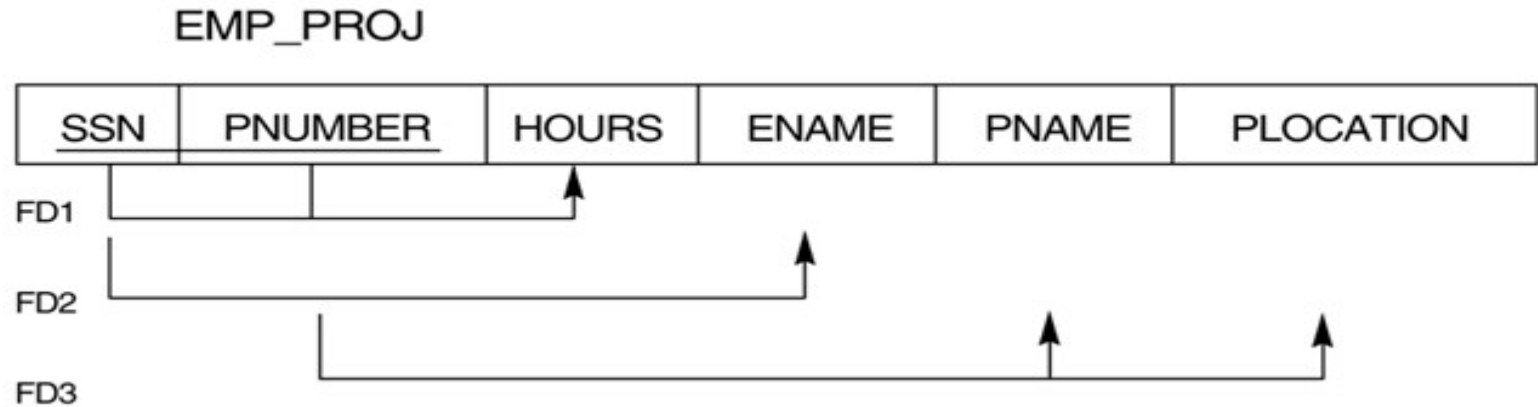 EMP_PROJ
SSN PNUMBER HOURS ENAME PNAME PLOCATION
FD1
FD2
FD3